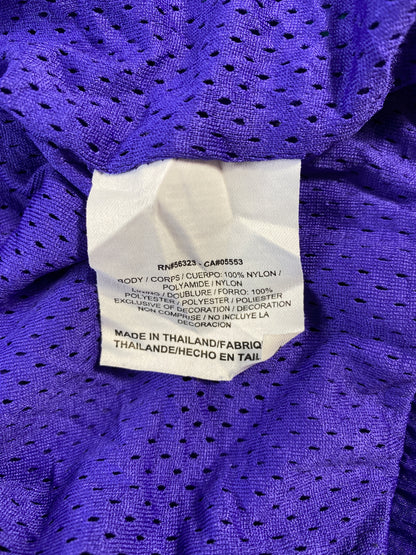 RN#56323 - CA#05553
BODY / CORPS / CUERPO: 100% NYLON /
POLYAMIDE / NYLON
/ DOUBLURE / FORRO: 100%
POLYESTER / POLYESTER / POLIESTER
EXCLUSIVE OF DECORATION / DECORATION
NON COMPRISE / NO INCLUYE LA
DECORACION
MADE IN THAILAND/FABRIQ
THAILANDE/HECHO EN TAIL